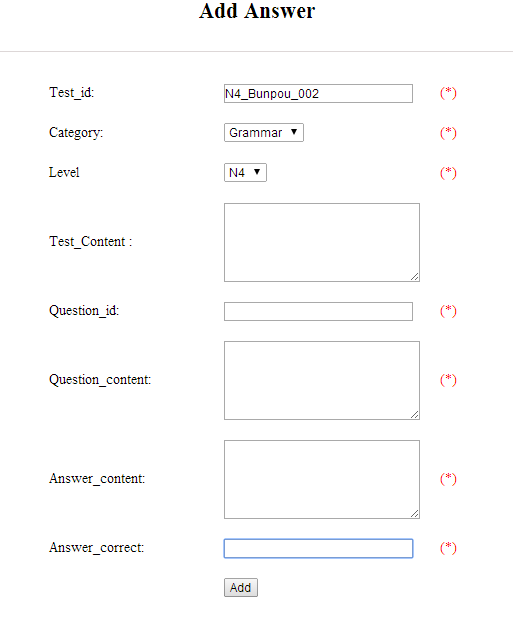 Add Answer
Test_id: N4_Bunpou_002 (*)
Category: Grammar (*)
Level N4 (*)
Test_Content :
Question_id: (*)
Question_content: (*)
Answer_content: (*)
Answer_correct: (*)
Add